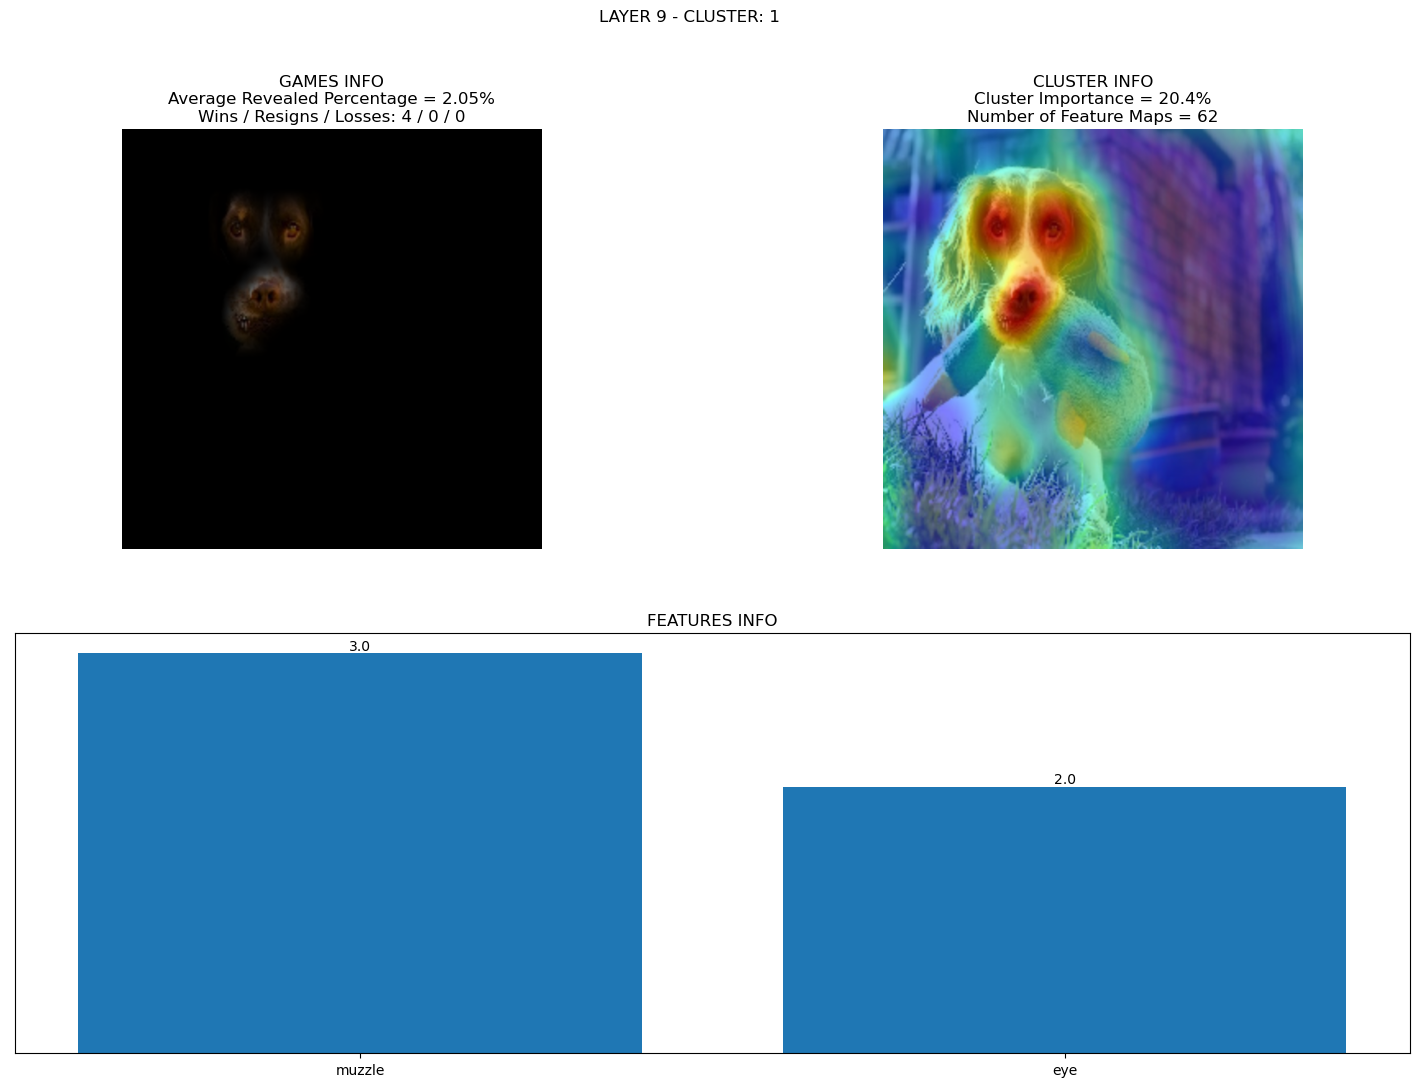 LAYER 9 - CLUSTER: 1
GAMES INFO
Average Revealed Percentage = 2.05%
Wins / Resigns / Losses: 4 / 0 / 0
CLUSTER INFO
Cluster Importance = 20.4%
Number of Feature Maps = 62
FEATURES INFO
3.0
2.0
muzzle
eye